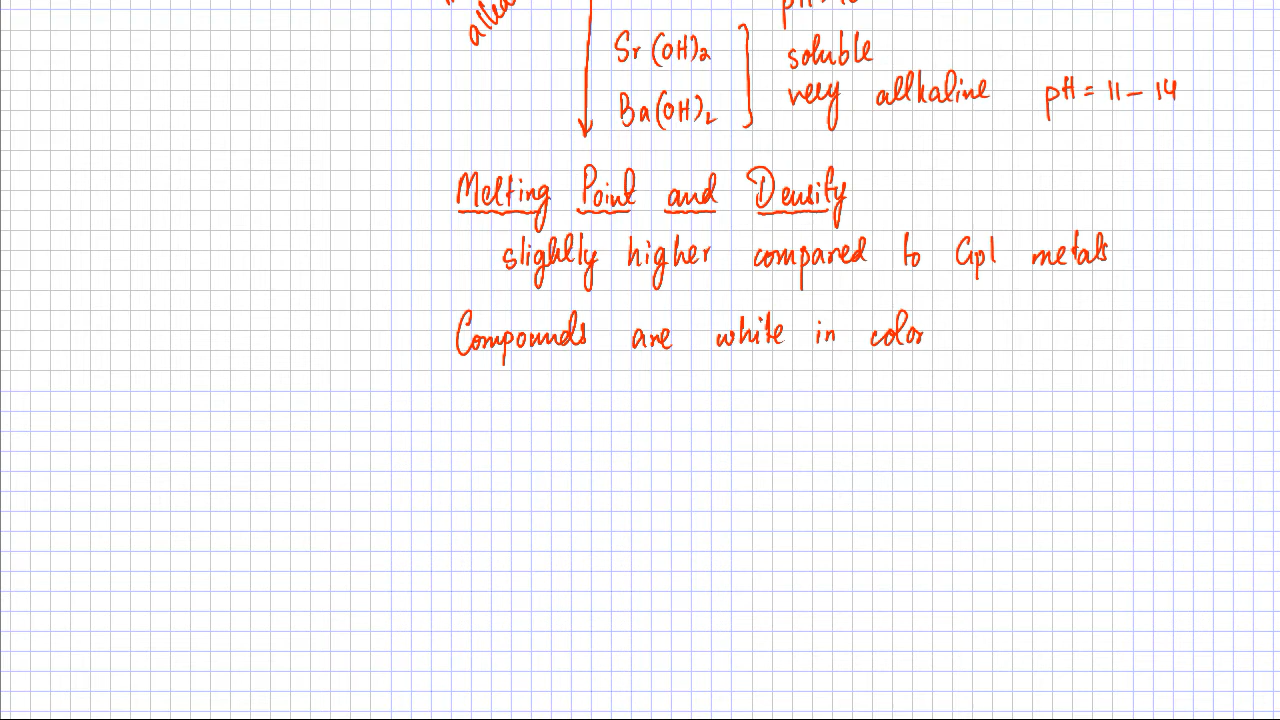 Sr(OH)2
soluble
Ba(OH)2
very allkaline pH = 11 – 14
Melting Point and Density
slightly higher compared to Gp1 metals
Compounds are white in color